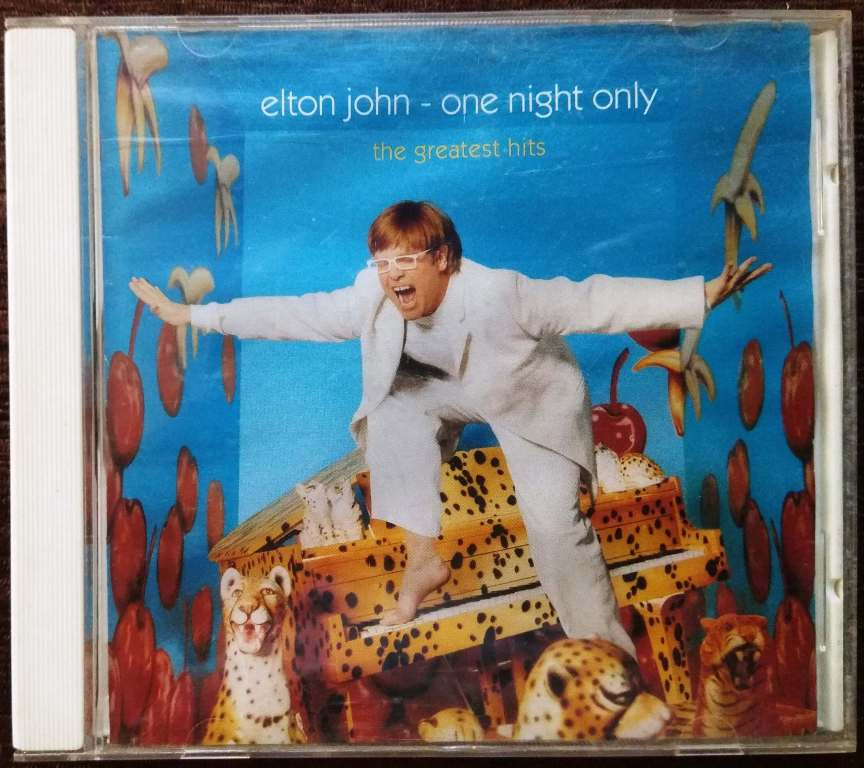 elton john - one night only
the greatest hits